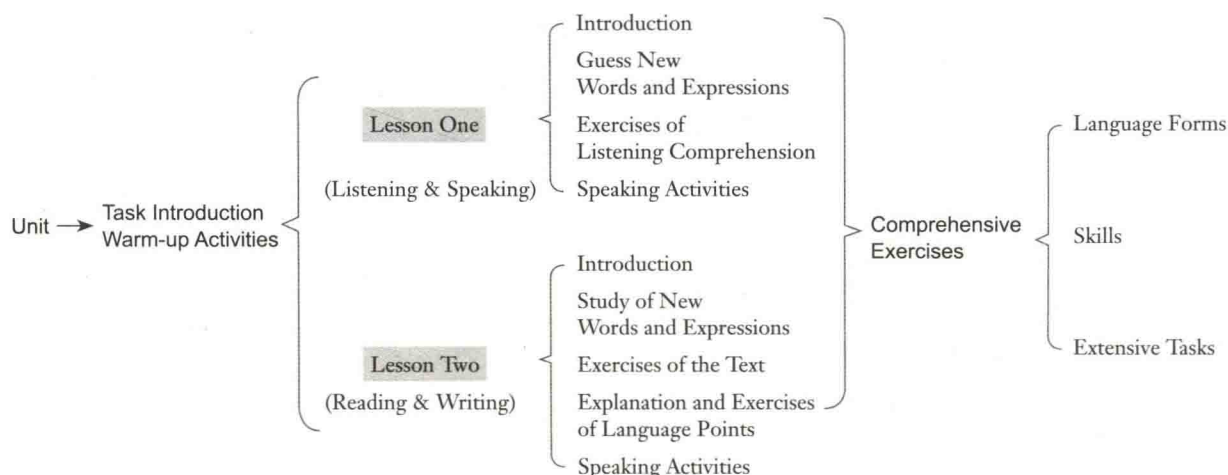 Unit → Task Introduction
Warm-up Activities
Lesson One
(Listening & Speaking)
Introduction
Guess New
Words and Expressions
Exercises of
Listening Comprehension
Speaking Activities
Lesson Two
(Reading & Writing)
Introduction
Study of New
Words and Expressions
Exercises of the Text
Explanation and Exercises
of Language Points
Speaking Activities
Comprehensive
Exercises
Language Forms
Skills
Extensive Tasks